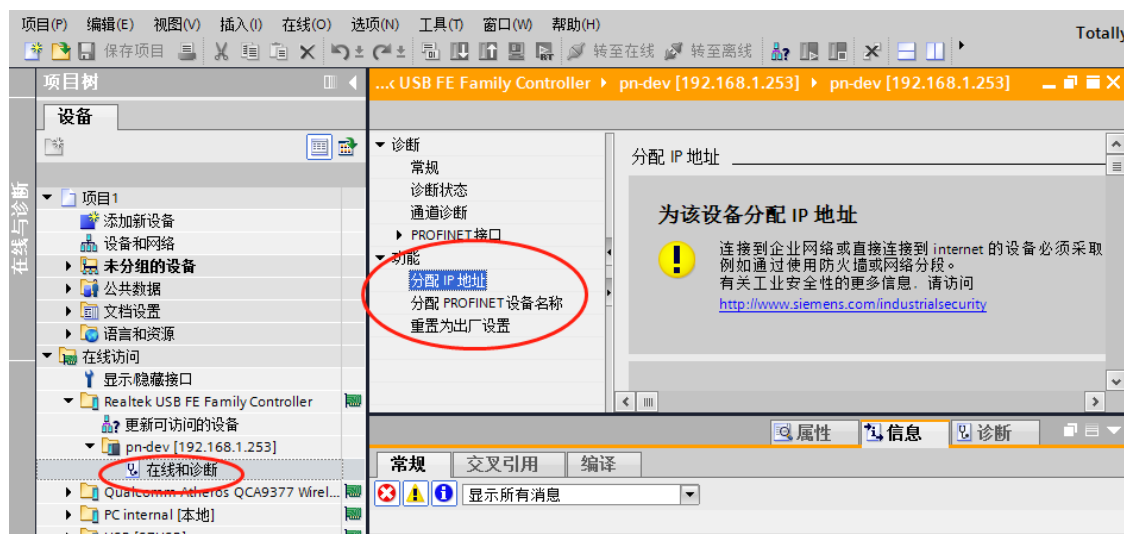 项目(P) 编辑(E) 视图(V) 插入(I) 在线(O) 选项(N) 工具(T) 窗口(W) 帮助(H)
Totally
保存项目 转至在线 转至离线
项目树
...‹ USB FE Family Controller › pn-dev [192.168.1.253] › pn-dev [192.168.1.253]
设备
在线与诊断
项目1
添加新设备
设备和网络
未分组的设备
公共数据
文档设置
语言和资源
在线访问
显示/隐藏接口
Realtek USB FE Family Controller
更新可访问的设备
pn-dev [192.168.1.253]
在线和诊断
Qualcomm Atheros QCA9377 Wirel...
PC internal [本地]
诊断
常规
诊断状态
通道诊断
PROFINET接口
功能
分配 IP 地址
分配 PROFINET 设备名称
重置为出厂设置
分配 IP 地址
为该设备分配 IP 地址
连接到企业网络或直接连接到 internet 的设备必须采取
例如通过使用防火墙或网络分段。
有关工业安全性的更多信息, 请访问
http://www.siemens.com/industrialsecurity
属性 信息 诊断
常规 交叉引用 编译
显示所有消息